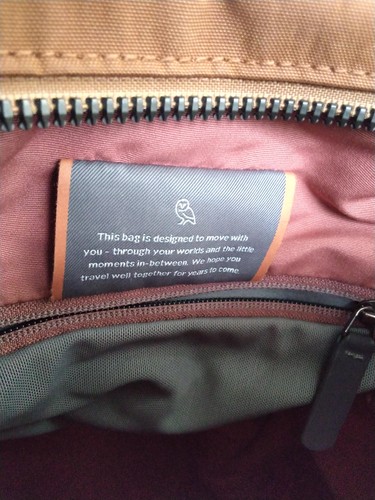 This bag is designed to move with
you - through your worlds and the little
moments in-between. We hope you
travel well together for years to come.